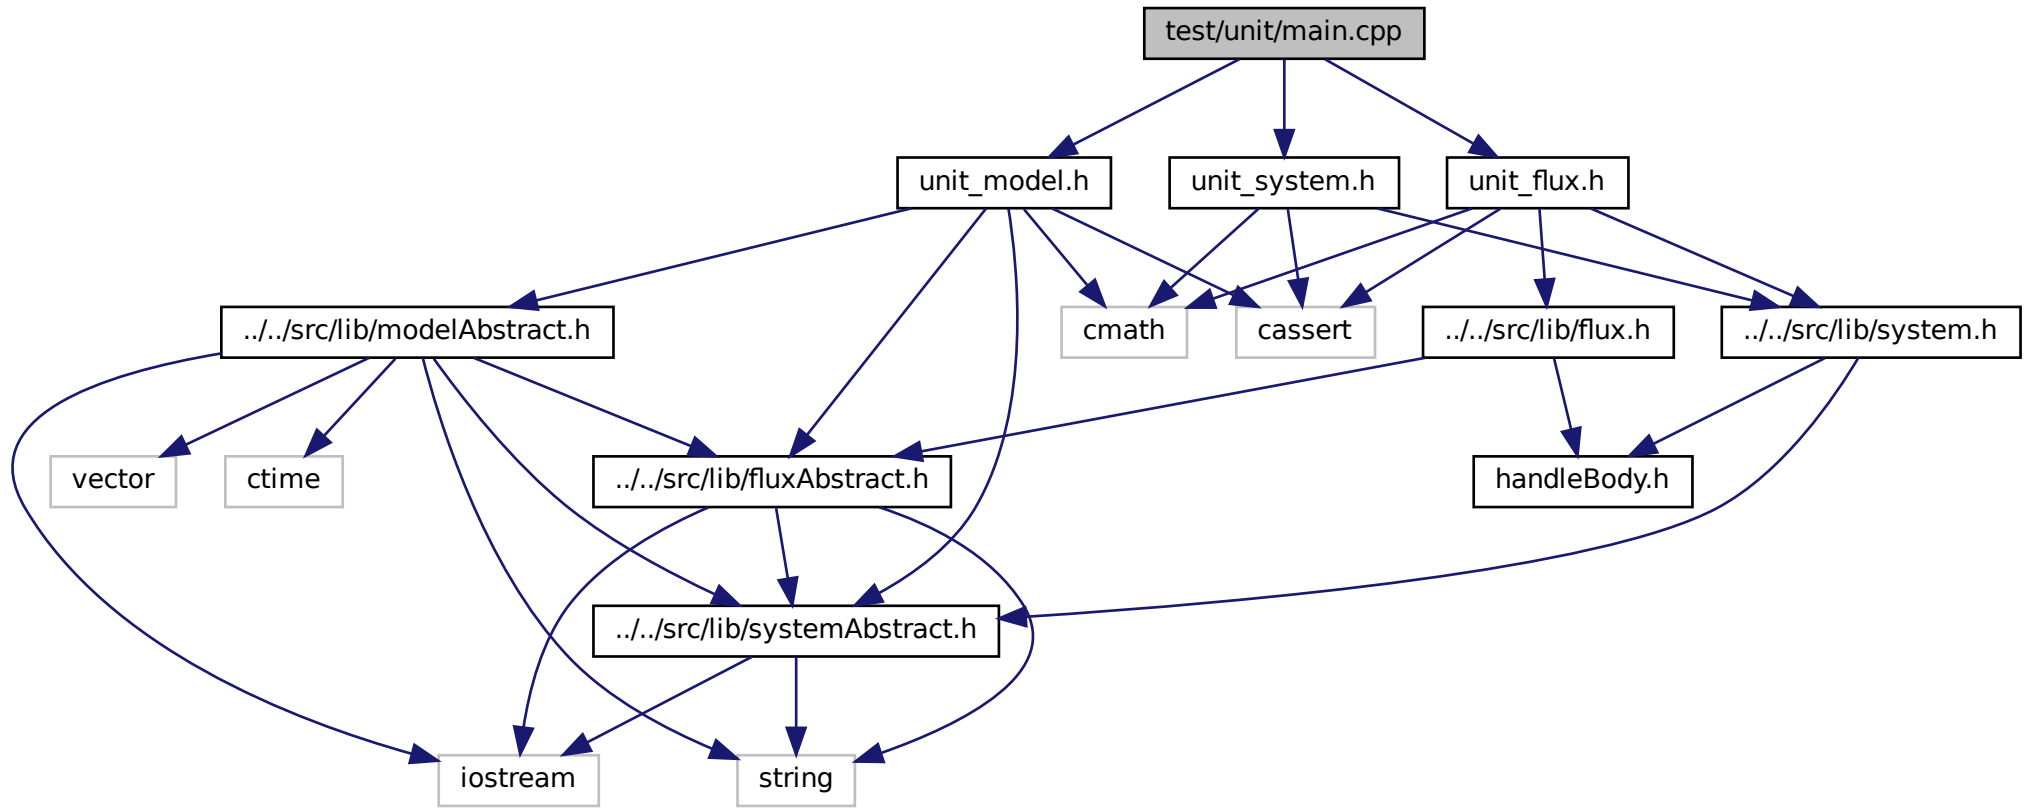 test/unit/main.cpp
unit_model.h
unit_system.h
unit_flux.h
../../src/lib/modelAbstract.h
cmath
cassert
../../src/lib/flux.h
../../src/lib/system.h
vector
ctime
../../src/lib/fluxAbstract.h
handleBody.h
../../src/lib/systemAbstract.h
iostream
string